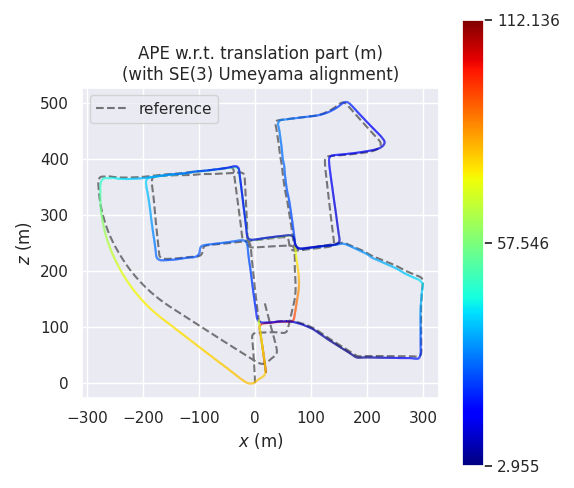 APE w.r.t. translation part (m)
(with SE(3) Umeyama alignment)
reference
500
400
300
200
100
0
z (m)
−300 −200 −100 0 100 200 300
x (m)
112.136
57.546
2.955